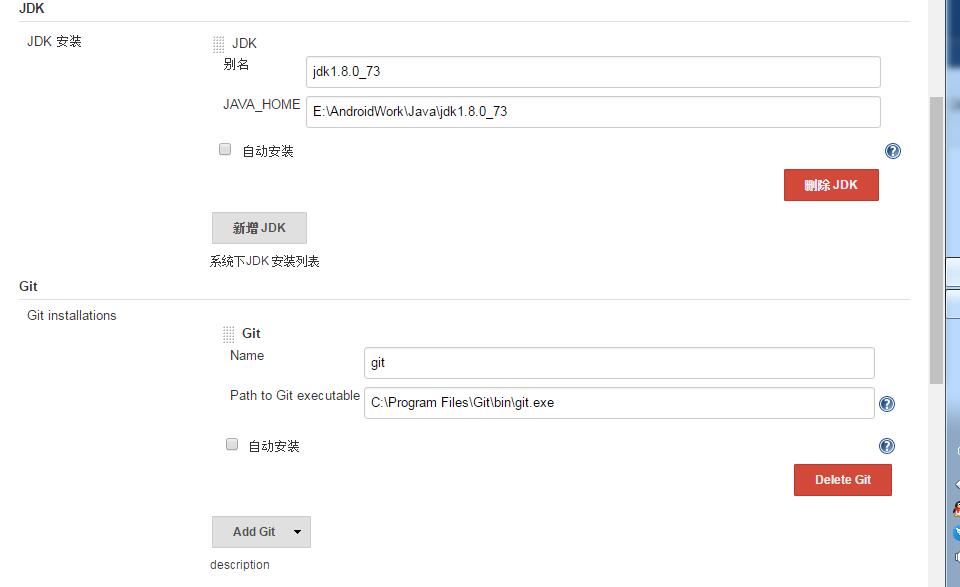 JDK
JDK 安装
JDK
别名
jdk1.8.0_73
JAVA_HOME
E:\AndroidWork\Java\jdk1.8.0_73
自动安装
删除 JDK
新增 JDK
系统下JDK 安装列表
Git
Git installations
Git
Name
git
Path to Git executable
C:\Program Files\Git\bin\git.exe
自动安装
Delete Git
Add Git
description